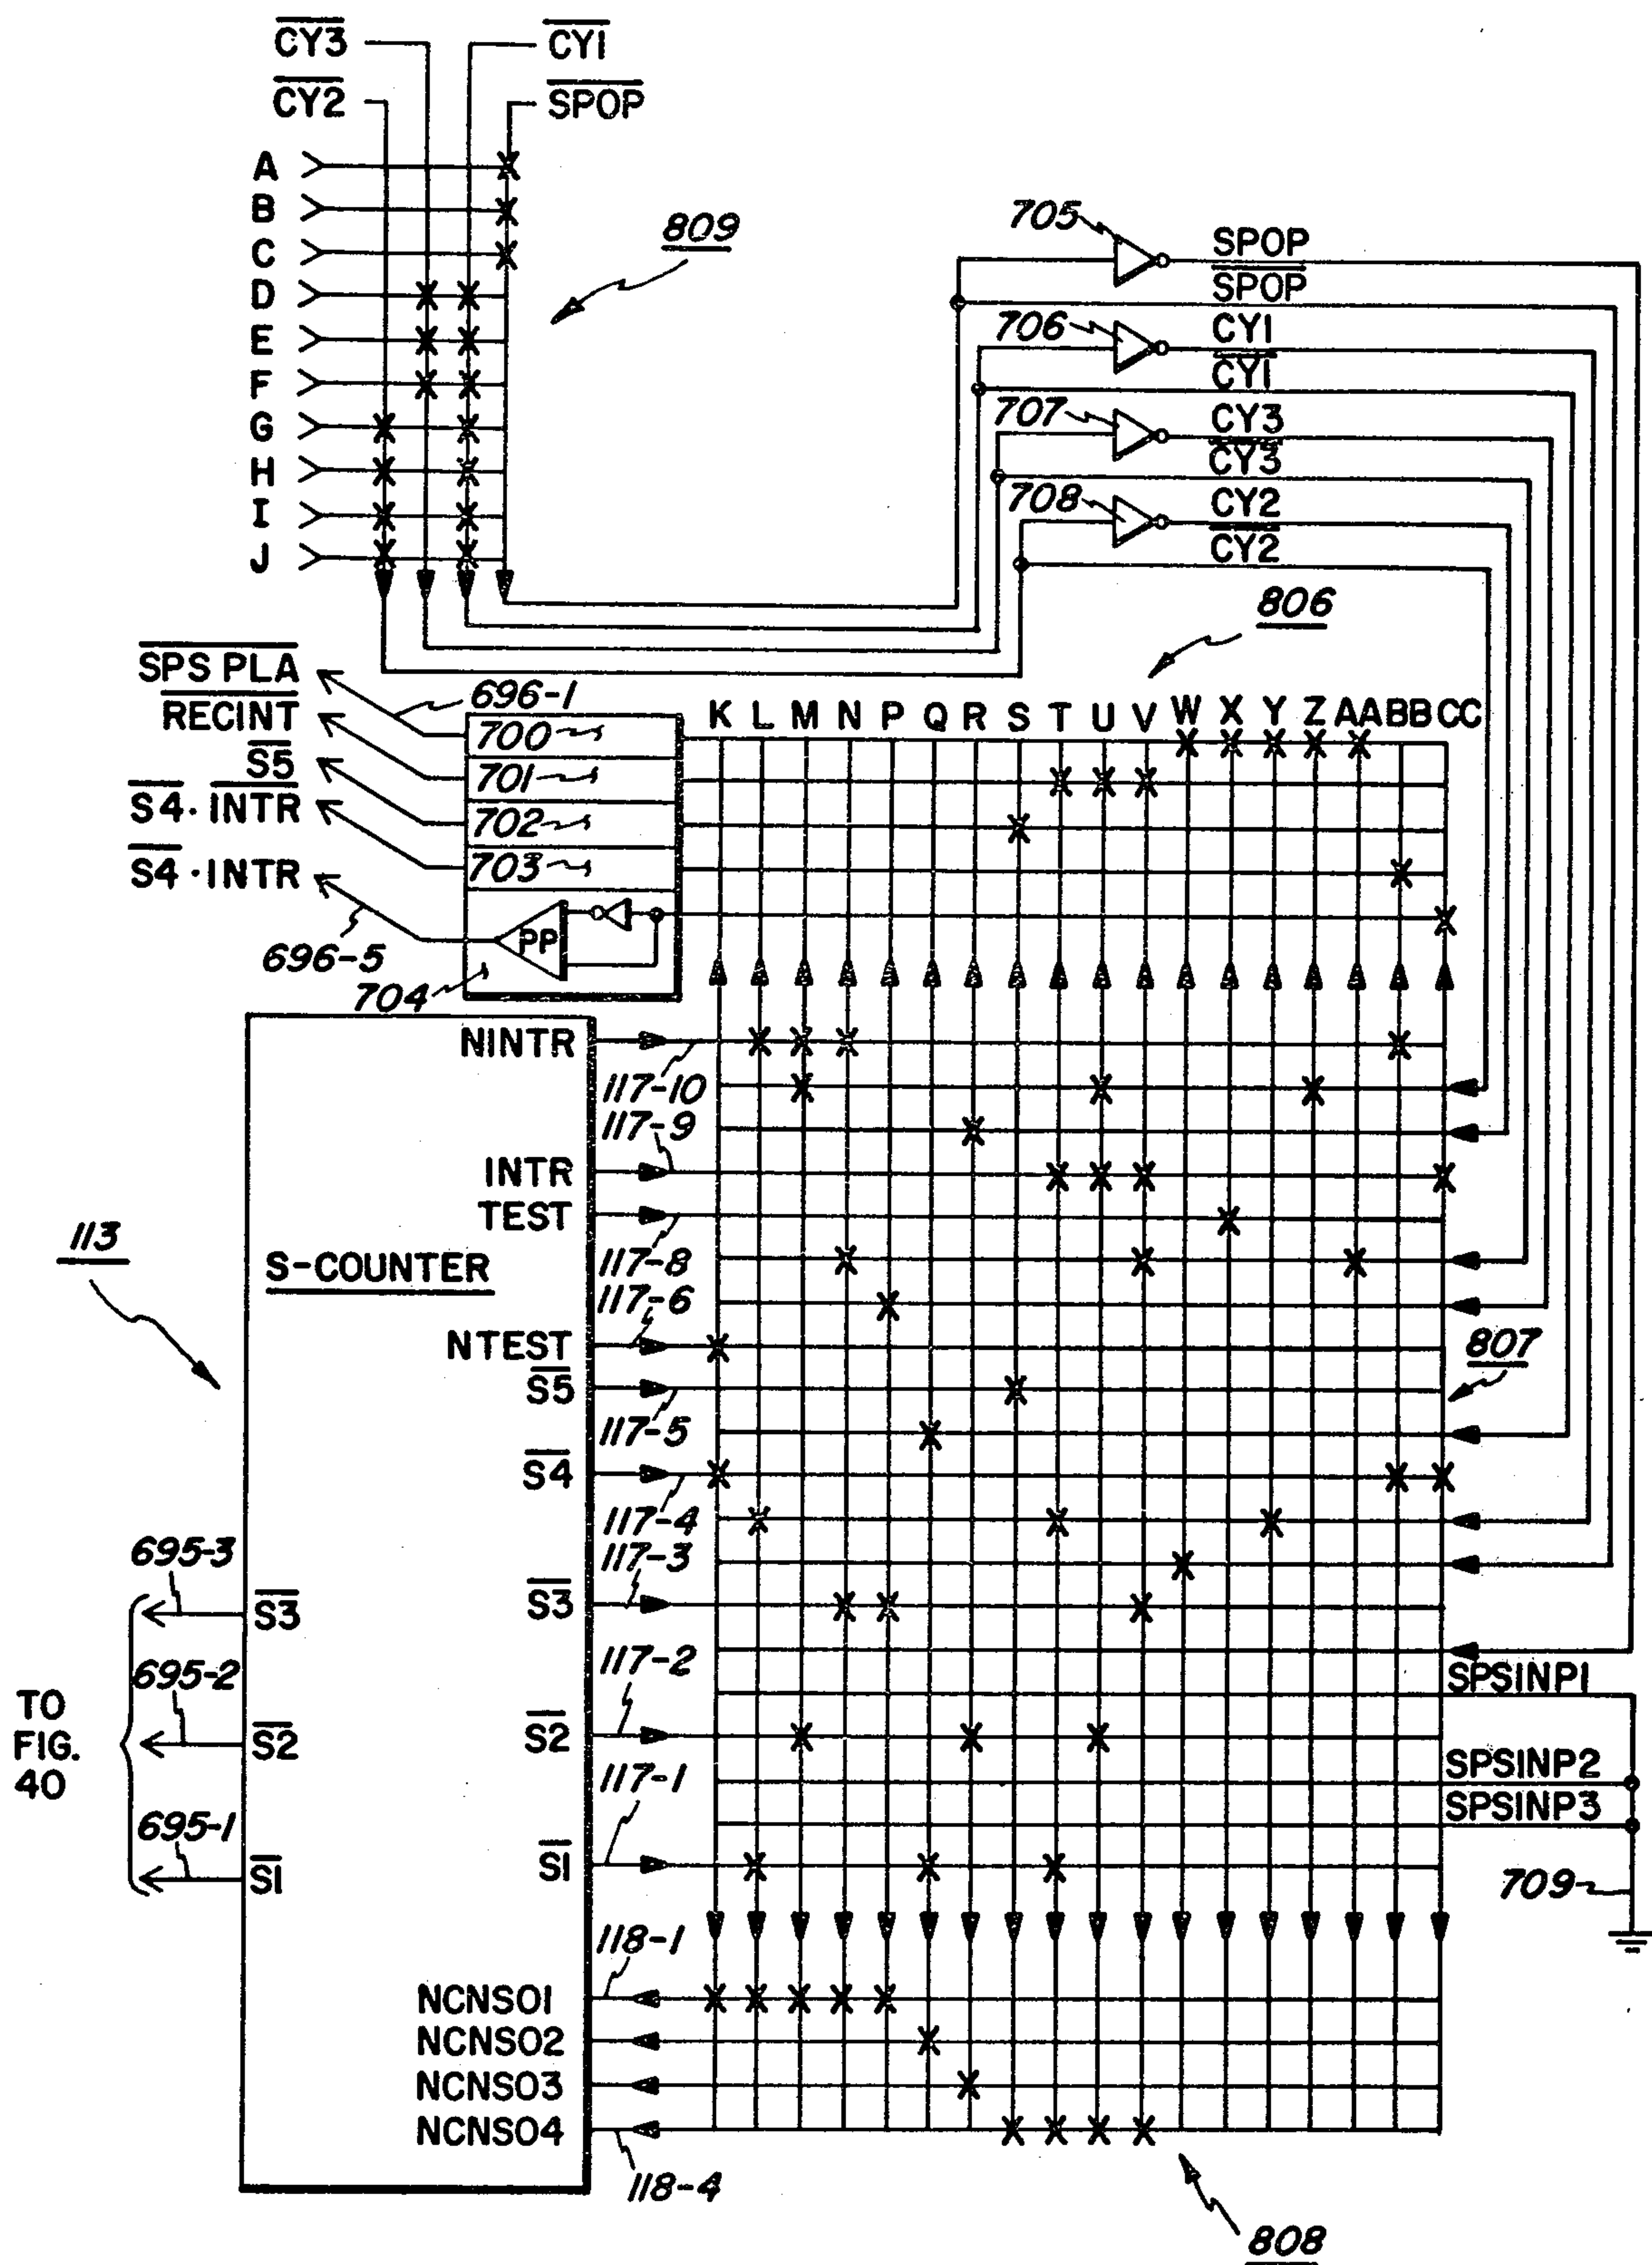 CY3 CY1
CY2 SPOP
A
B
C
D
E
F
G
H
I
J
809
705 SPOP
SPOP
706 CY1
CY1
707 CY3
CY3
708 CY2
CY2
806
SPS PLA
RECINT
S5
S4 · INTR
S4 · INTR
696-1
700
701
702
703
PP
696-5
704
K L M N P Q R S T U V W X Y Z AA BB CC
113
S-COUNTER
NINTR
117-10
117-9
INTR
TEST
117-8
117-6
NTEST
S5
117-5
S4
117-4
117-3
S3
117-2
S2
117-1
S1
118-1
NCNSO1
NCNSO2
NCNSO3
NCNSO4
118-4
807
SPSINP1
SPSINP2
SPSINP3
709
695-3
S3
695-2
S2
695-1
S1
TO
FIG.
40
808